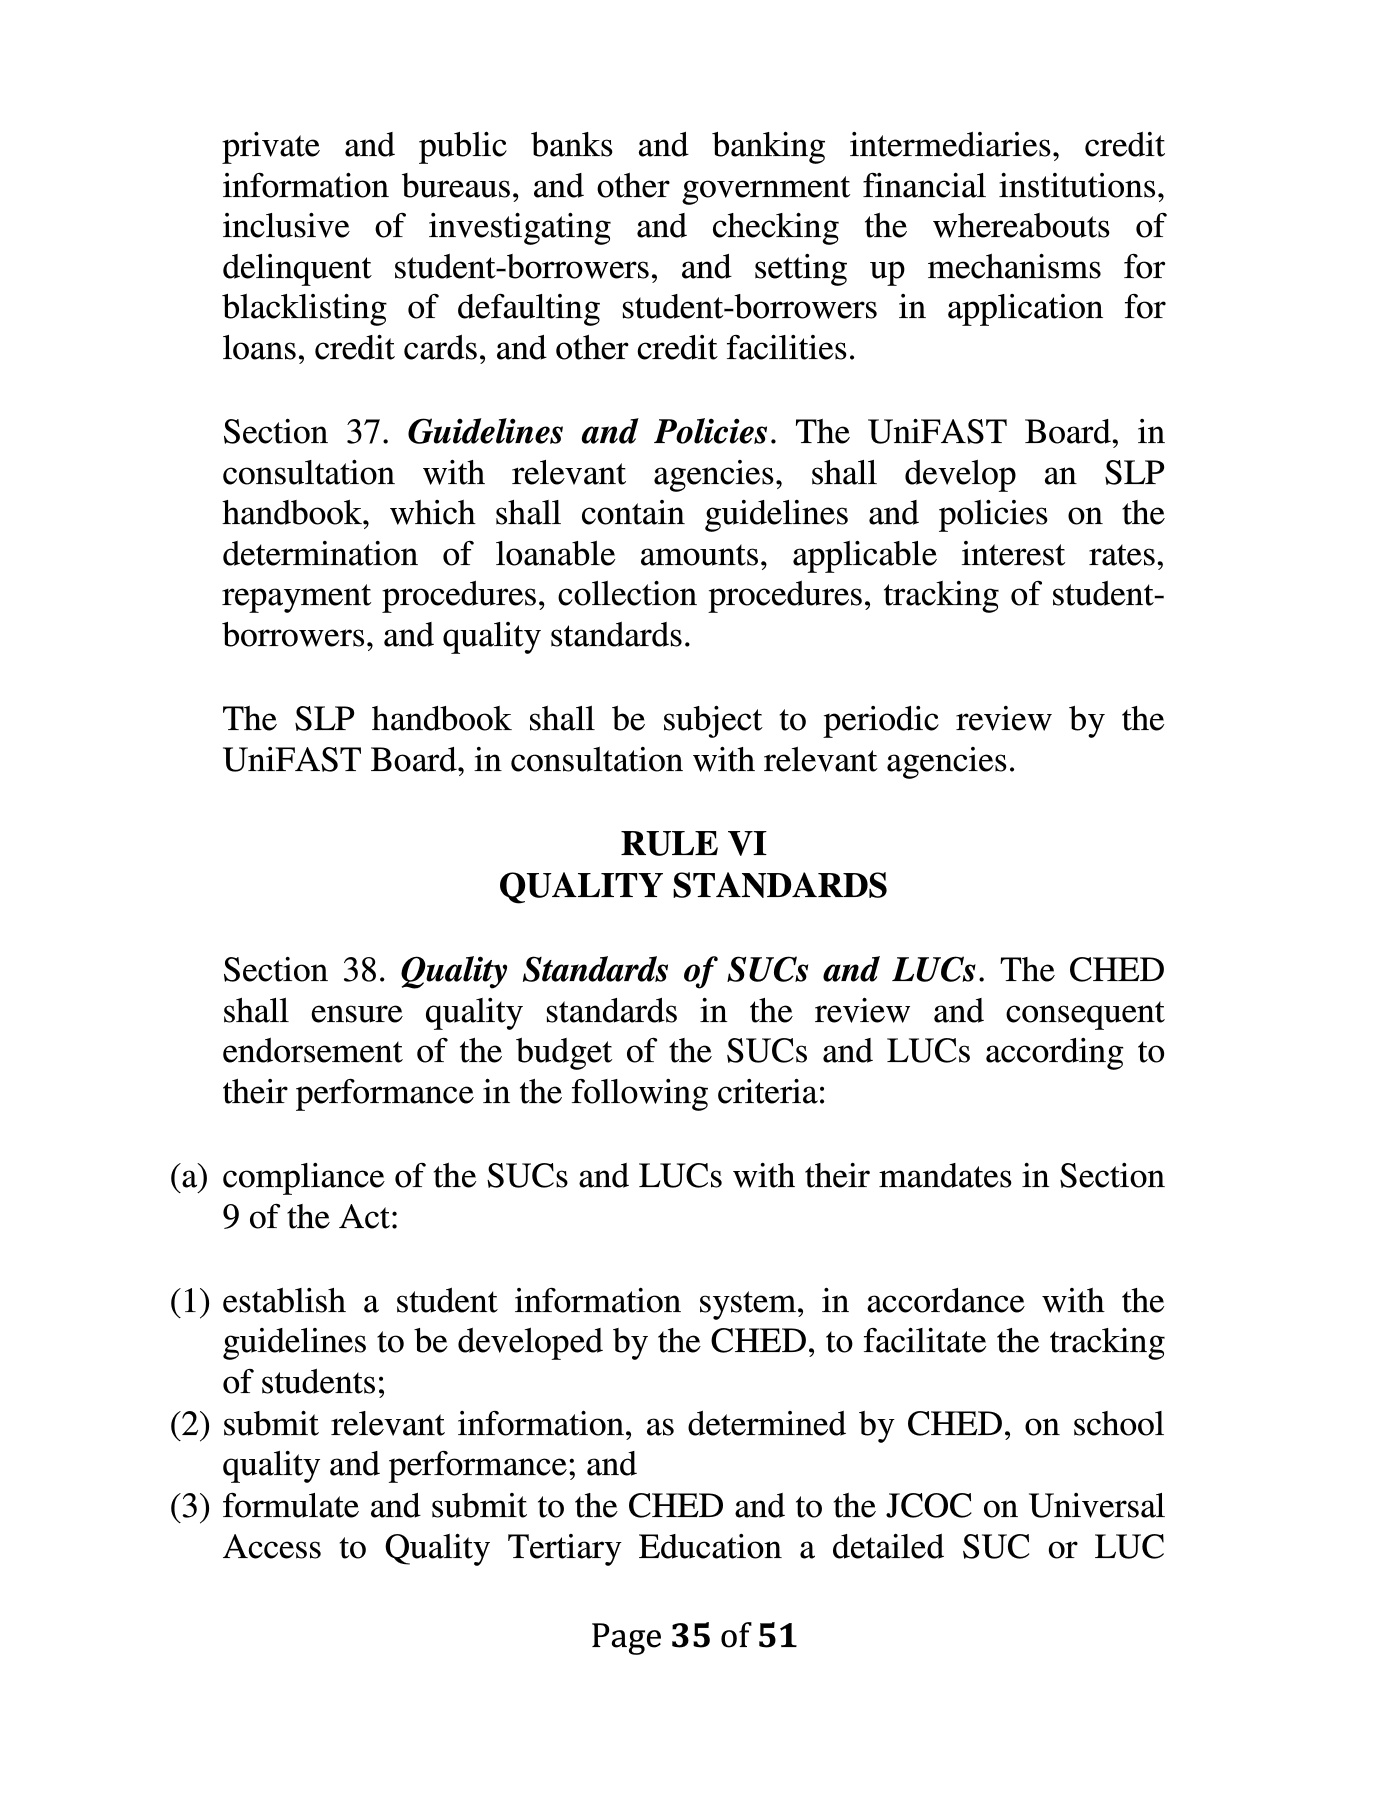 private and public banks and banking intermediaries, credit
information bureaus, and other government financial institutions,
inclusive of investigating and checking the whereabouts of
delinquent student-borrowers, and setting up mechanisms for
blacklisting of defaulting student-borrowers in application for
loans, credit cards, and other credit facilities.
Section 37. Guidelines and Policies. The UniFAST Board, in
consultation with relevant agencies, shall develop an SLP
handbook, which shall contain guidelines and policies on the
determination of loanable amounts, applicable interest rates,
repayment procedures, collection procedures, tracking of student-
borrowers, and quality standards.
The SLP handbook shall be subject to periodic review by the
UniFAST Board, in consultation with relevant agencies.
RULE VI
QUALITY STANDARDS
Section 38. Quality Standards of SUCs and LUCs. The CHED
shall ensure quality standards in the review and consequent
endorsement of the budget of the SUCs and LUCs according to
their performance in the following criteria:
(a) compliance of the SUCs and LUCs with their mandates in Section
9 of the Act:
(1) establish a student information system, in accordance with the
guidelines to be developed by the CHED, to facilitate the tracking
of students;
(2) submit relevant information, as determined by CHED, on school
quality and performance; and
(3) formulate and submit to the CHED and to the JCOC on Universal
Access to Quality Tertiary Education a detailed SUC or LUC
Page 35 of 51